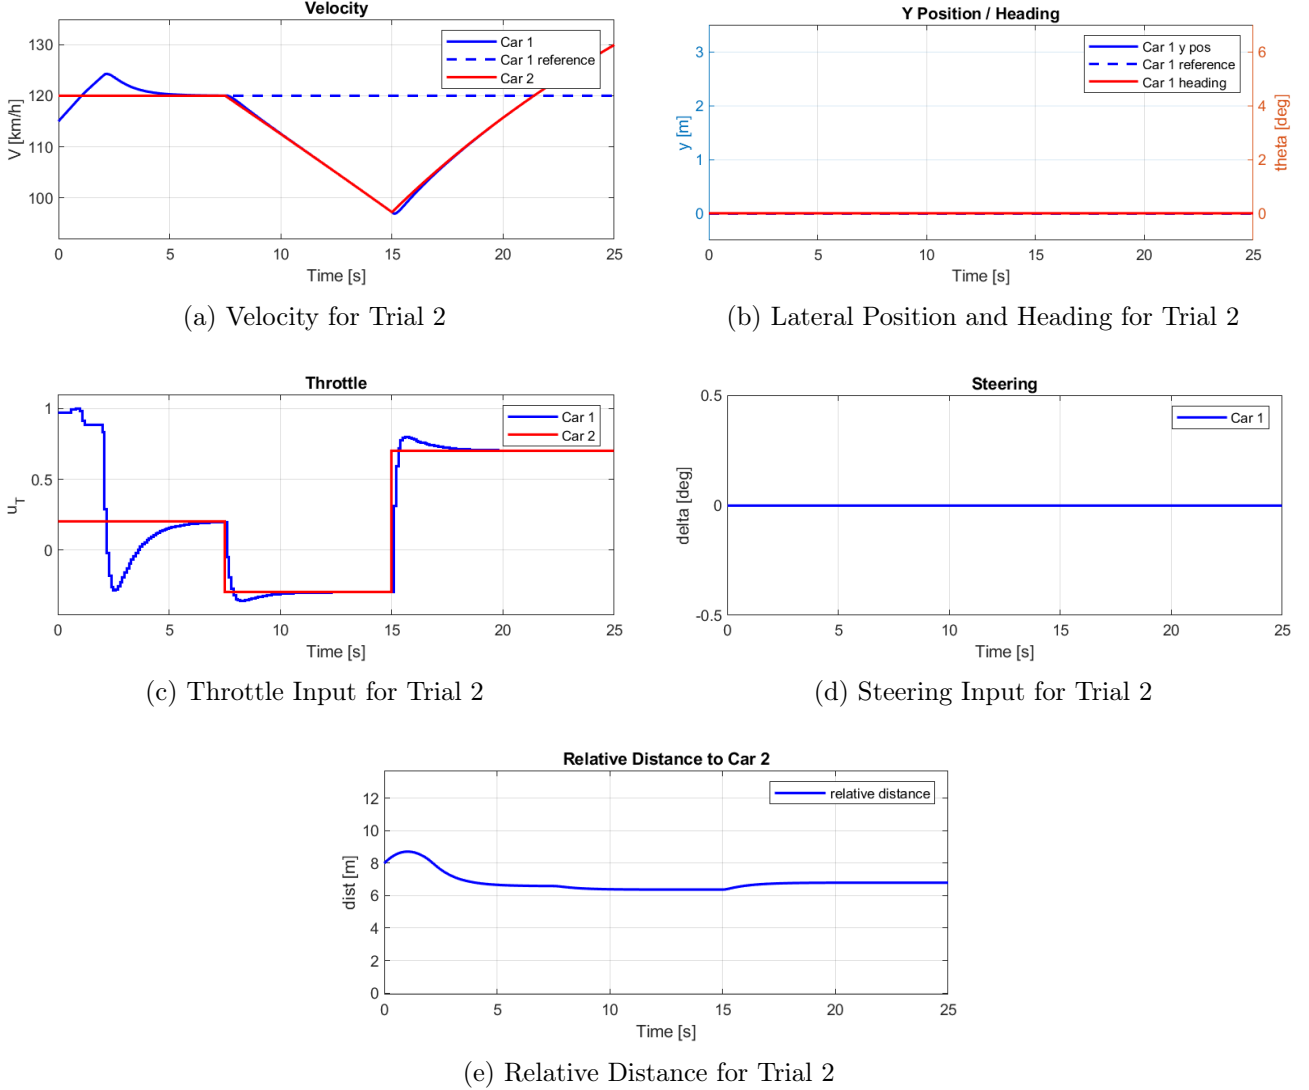 Velocity
130
120
110
100
V [km/h]
Car 1
Car 1 reference
Car 2
0 5 10 15 20 25
Time [s]
(a) Velocity for Trial 2
Y Position / Heading
3
2
1
0
y [m]
6
4
2
0
theta [deg]
Car 1 y pos
Car 1 reference
Car 1 heading
0 5 10 15 20 25
Time [s]
(b) Lateral Position and Heading for Trial 2
Throttle
1
0.5
0
u_T
Car 1
Car 2
0 5 10 15 20 25
Time [s]
(c) Throttle Input for Trial 2
Steering
0.5
0
-0.5
delta [deg]
Car 1
0 5 10 15 20 25
Time [s]
(d) Steering Input for Trial 2
Relative Distance to Car 2
12
10
8
6
4
2
0
dist [m]
relative distance
0 5 10 15 20 25
Time [s]
(e) Relative Distance for Trial 2